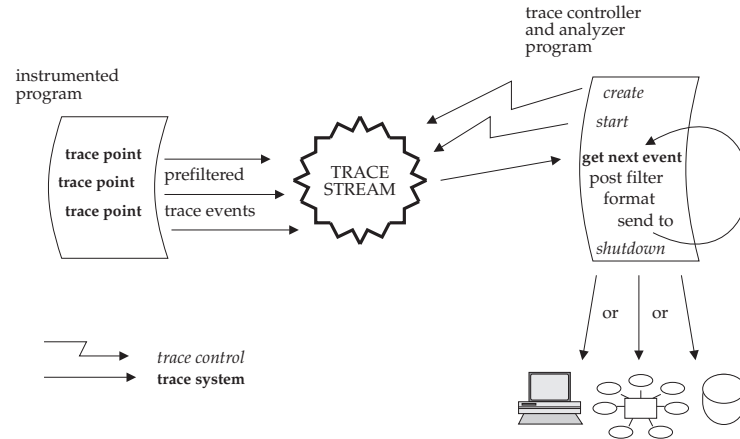 trace controller
and analyzer
program
instrumented
program
create
start
trace point
get next event
prefiltered
TRACE
post filter
trace point
STREAM
format
trace point
trace events
send to
shutdown
or
or
trace control
trace system